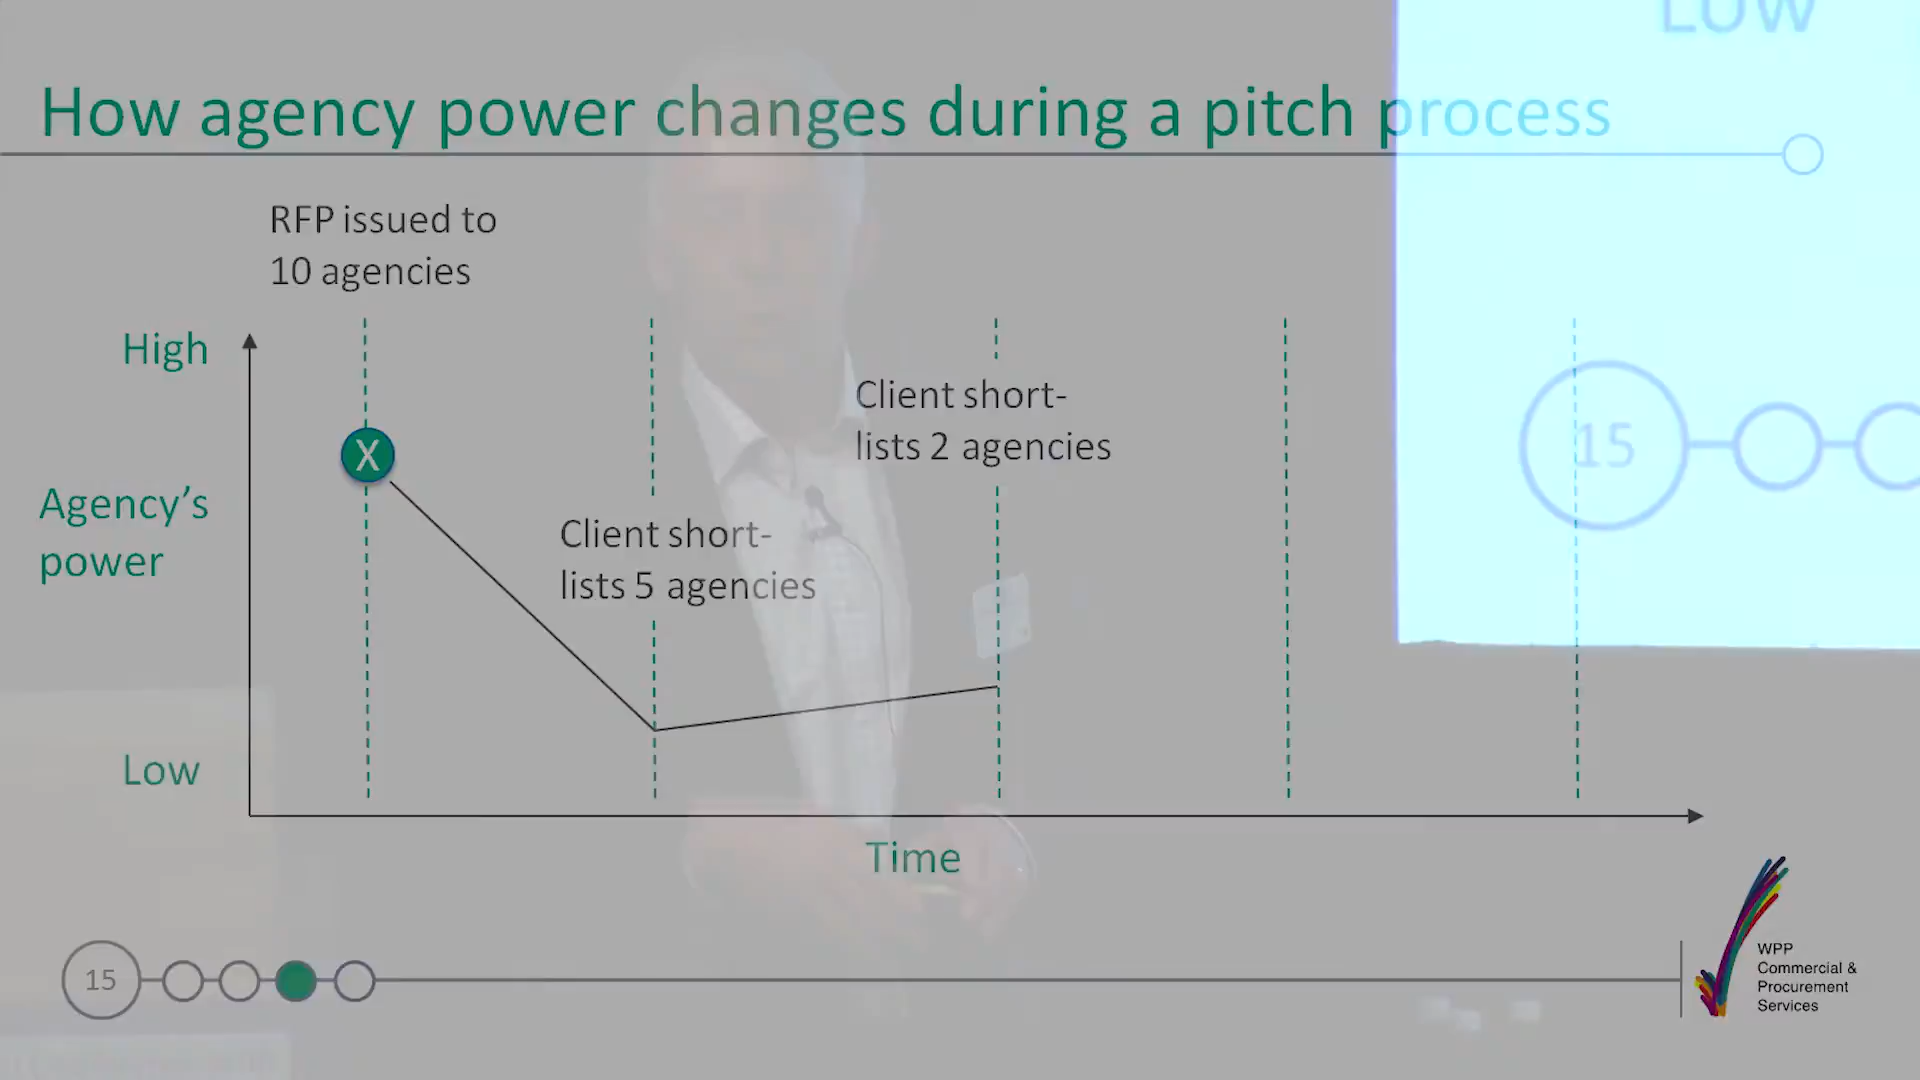 How agency power changes during a pitch process
LOW
RFP issued to
10 agencies
High
Client short-
lists 2 agencies
15
Agency's
power
Client short-
lists 5 agencies
Low
Time
15
X
WPP
Commercial &
Procurement
Services